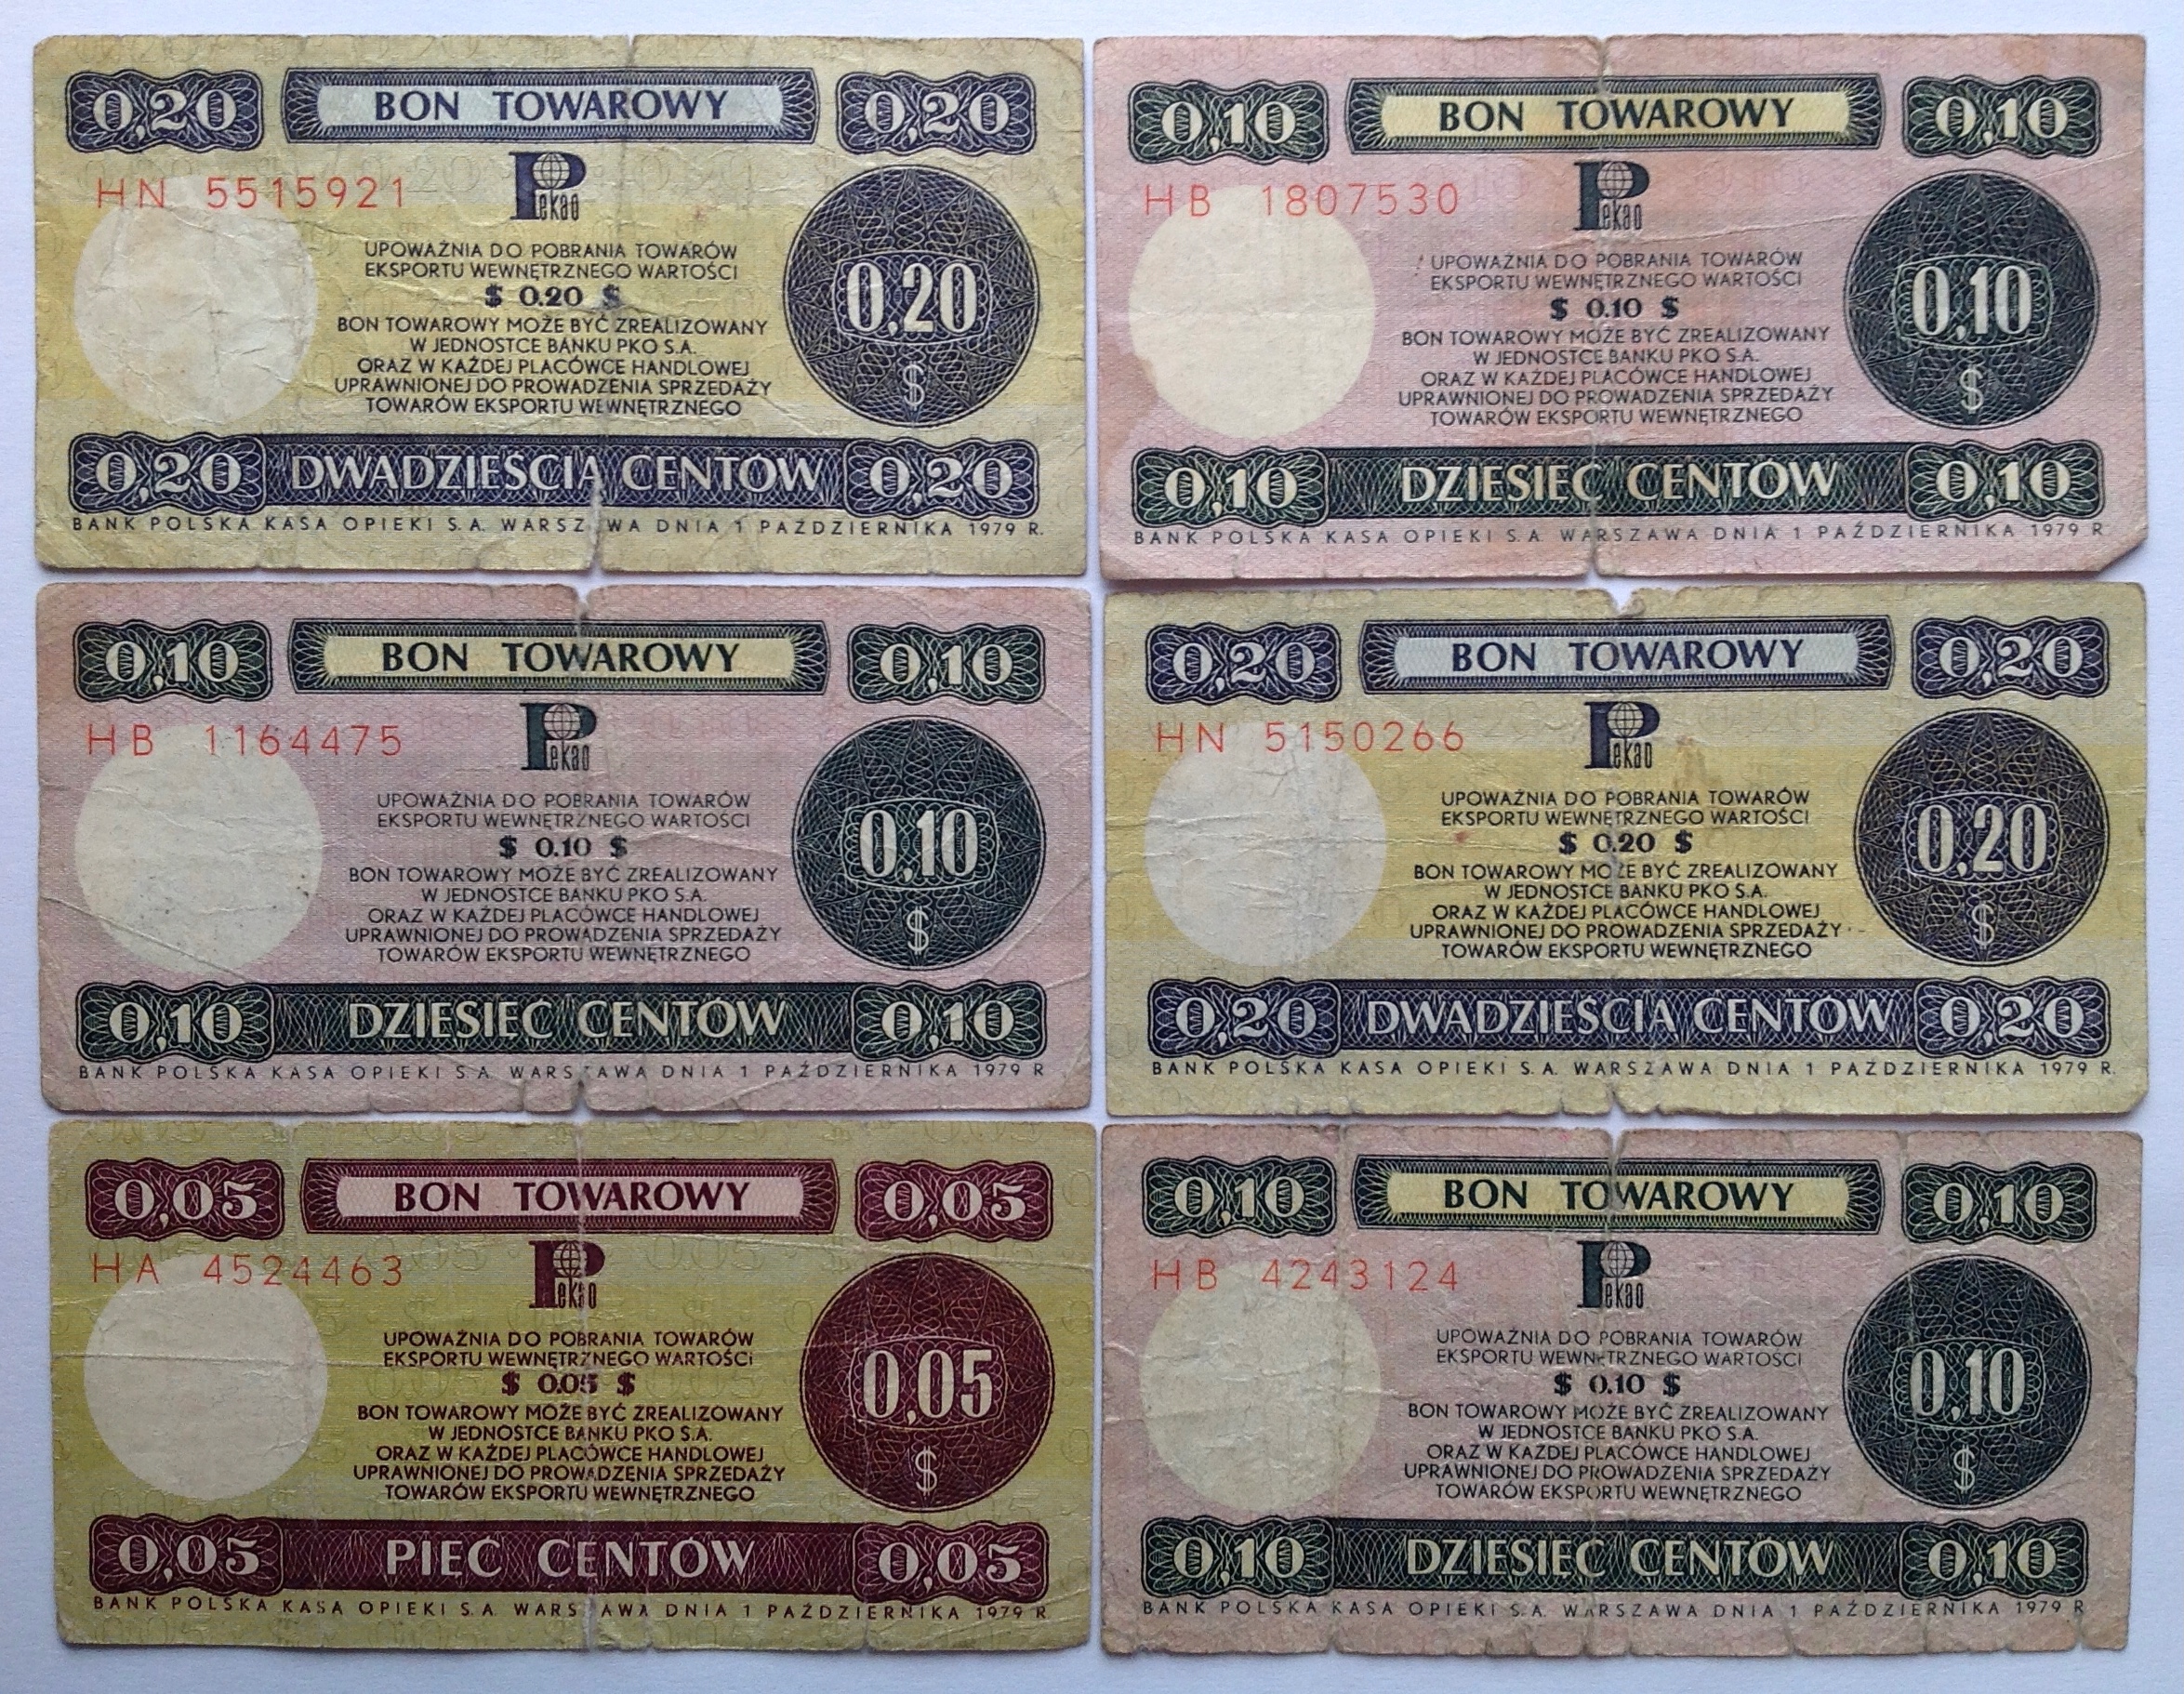 0,20 BON TOWAROWY 0,20
Pekao
HN 5515921
UPOWAŻNIA DO POBRANIA TOWARÓW
EKSPORTU WEWNĘTRZNEGO WARTOŚCI
$ 0.20 $
BON TOWAROWY MOŻE BYĆ ZREALIZOWANY
W JEDNOSTCE BANKU PKO S.A.
ORAZ W KAŻDEJ PLACÓWCE HANDLOWEJ
UPRAWNIONEJ DO PROWADZENIA SPRZEDAŻY
TOWARÓW EKSPORTU WEWNĘTRZNEGO
0,20
$
0,20 DWADZIEŚCIA CENTÓW 0,20
BANK POLSKA KASA OPIEKI S.A. WARSZAWA DNIA 1 PAŹDZIERNIKA 1979 R.
0,10 BON TOWAROWY 0,10
Pekao
HB 1807530
UPOWAŻNIA DO POBRANIA TOWARÓW
EKSPORTU WEWNĘTRZNEGO WARTOŚCI
$ 0.10 $
BON TOWAROWY MOŻE BYĆ ZREALIZOWANY
W JEDNOSTCE BANKU PKO S.A.
ORAZ W KAŻDEJ PLACÓWCE HANDLOWEJ
UPRAWNIONEJ DO PROWADZENIA SPRZEDAŻY
TOWARÓW EKSPORTU WEWNĘTRZNEGO
0,10
$
0,10 DZIESIĘĆ CENTÓW 0,10
BANK POLSKA KASA OPIEKI S.A. WARSZAWA DNIA 1 PAŹDZIERNIKA 1979 R
0,10 BON TOWAROWY 0,10
Pekao
HB 1164475
UPOWAŻNIA DO POBRANIA TOWARÓW
EKSPORTU WEWNĘTRZNEGO WARTOŚCI
$ 0.10 $
BON TOWAROWY MOŻE BYĆ ZREALIZOWANY
W JEDNOSTCE BANKU PKO S.A.
ORAZ W KAŻDEJ PLACÓWCE HANDLOWEJ
UPRAWNIONEJ DO PROWADZENIA SPRZEDAŻY
TOWARÓW EKSPORTU WEWNĘTRZNEGO
0,10
$
0,10 DZIESIĘĆ CENTÓW 0,10
BANK POLSKA KASA OPIEKI S.A. WARSZAWA DNIA 1 PAŹDZIERNIKA 1979 R
0,20 BON TOWAROWY 0,20
Pekao
HN 5150266
UPOWAŻNIA DO POBRANIA TOWARÓW
EKSPORTU WEWNĘTRZNEGO WARTOŚCI
$ 0.20 $
BON TOWAROWY MOŻE BYĆ ZREALIZOWANY
W JEDNOSTCE BANKU PKO S.A.
ORAZ W KAŻDEJ PLACÓWCE HANDLOWEJ
UPRAWNIONEJ DO PROWADZENIA SPRZEDAŻY
TOWARÓW EKSPORTU WEWNĘTRZNEGO
0,20
$
0,20 DWADZIEŚCIA CENTÓW 0,20
BANK POLSKA KASA OPIEKI S.A. WARSZAWA DNIA 1 PAŹDZIERNIKA 1979 R.
0,05 BON TOWAROWY 0,05
Pekao
HA 4524463
UPOWAŻNIA DO POBRANIA TOWARÓW
EKSPORTU WEWNĘTRZNEGO WARTOŚCI
$ 0.05 $
BON TOWAROWY MOŻE BYĆ ZREALIZOWANY
W JEDNOSTCE BANKU PKO S.A.
ORAZ W KAŻDEJ PLACÓWCE HANDLOWEJ
UPRAWNIONEJ DO PROWADZENIA SPRZEDAŻY
TOWARÓW EKSPORTU WEWNĘTRZNEGO
0,05
$
0,05 PIĘĆ CENTÓW 0,05
BANK POLSKA KASA OPIEKI S.A. WARSZAWA DNIA 1 PAŹDZIERNIKA 1979 R
0,10 BON TOWAROWY 0,10
Pekao
HB 4243124
UPOWAŻNIA DO POBRANIA TOWARÓW
EKSPORTU WEWNĘTRZNEGO WARTOŚCI
$ 0.10 $
BON TOWAROWY MOŻE BYĆ ZREALIZOWANY
W JEDNOSTCE BANKU PKO S.A.
ORAZ W KAŻDEJ PLACÓWCE HANDLOWEJ
UPRAWNIONEJ DO PROWADZENIA SPRZEDAŻY
TOWARÓW EKSPORTU WEWNĘTRZNEGO
0,10
$
0,10 DZIESIĘĆ CENTÓW 0,10
BANK POLSKA KASA OPIEKI S.A. WARSZAWA DNIA 1 PAŹDZIERNIKA 1979 R